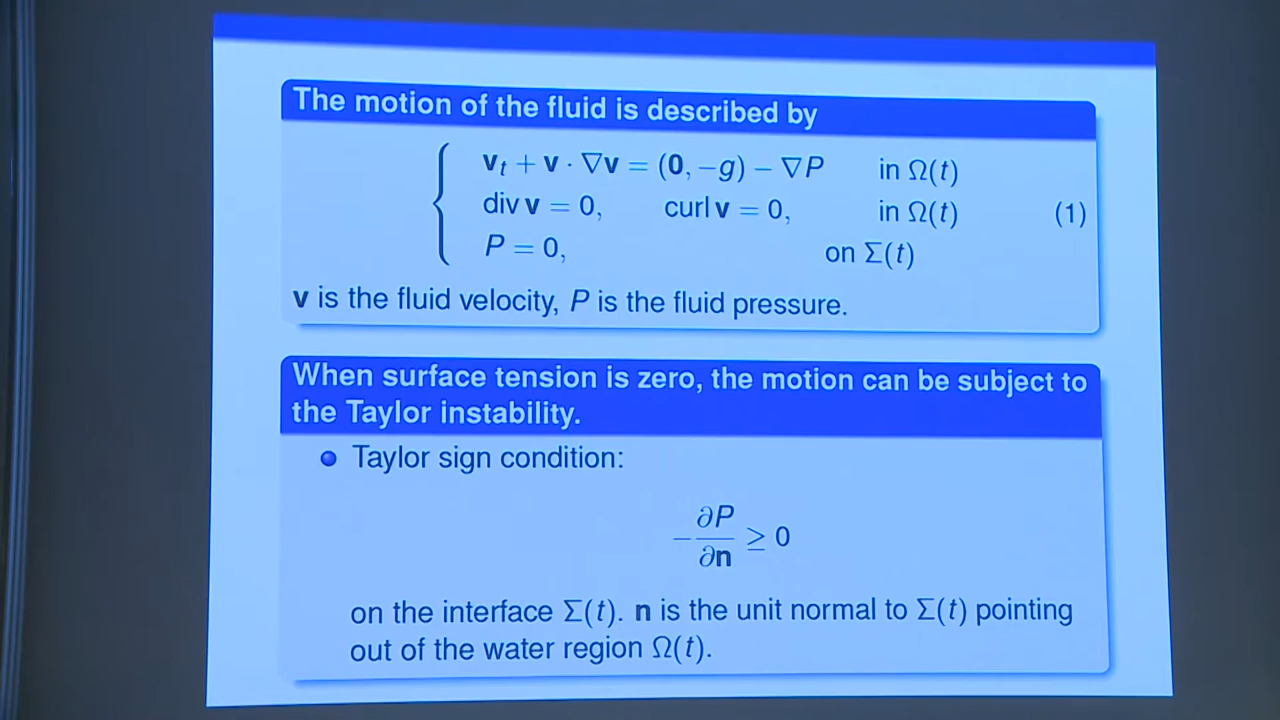 The motion of the fluid is described by
v_t + v · ∇v = (0, −g) − ∇P in Ω(t)
div v = 0, curl v = 0, in Ω(t) (1)
P = 0, on Σ(t)
v is the fluid velocity, P is the fluid pressure.
When surface tension is zero, the motion can be subject to
the Taylor instability.
Taylor sign condition:
−∂P/∂n ≥ 0
on the interface Σ(t). n is the unit normal to Σ(t) pointing
out of the water region Ω(t).